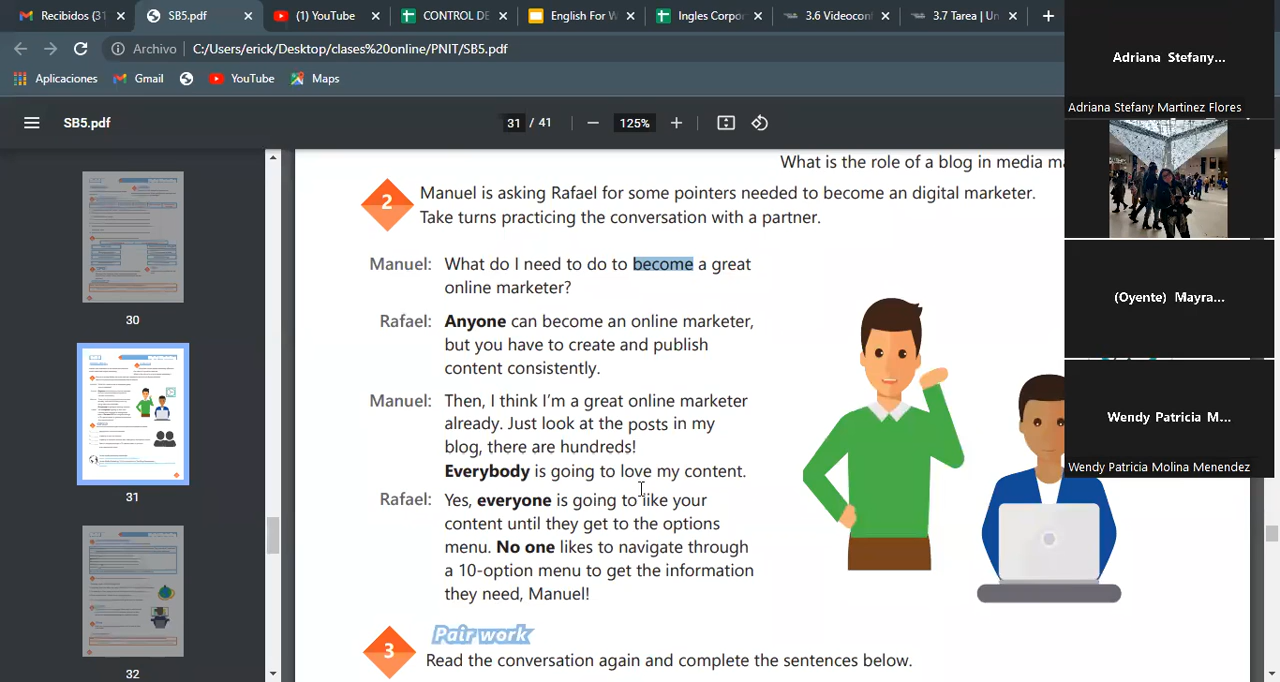 Recibidos (31
SB5.pdf
(1) YouTube
CONTROL DE
English For W
Ingles Corpor
3.6 Videocon
3.7 Tarea | Un
Archivo
C:/Users/erick/Desktop/clases%20online/PNIT/SB5.pdf
Aplicaciones
Gmail
YouTube
Maps
SB5.pdf
31 / 41
125%
30
31
32
What is the role of a blog in media ma
2
Manuel is asking Rafael for some pointers needed to become an digital marketer.
Take turns practicing the conversation with a partner.
Manuel: What do I need to do to become a great
online marketer?
Rafael: Anyone can become an online marketer,
but you have to create and publish
content consistently.
Manuel: Then, I think I'm a great online marketer
already. Just look at the posts in my
blog, there are hundreds!
Everybody is going to love my content.
Rafael: Yes, everyone is going to like your
content until they get to the options
menu. No one likes to navigate through
a 10-option menu to get the information
they need, Manuel!
3
Pair work
Read the conversation again and complete the sentences below.
Adriana Stefany...
Adriana Stefany Martinez Flores
(Oyente) Mayra...
Wendy Patricia M...
Wendy Patricia Molina Menendez